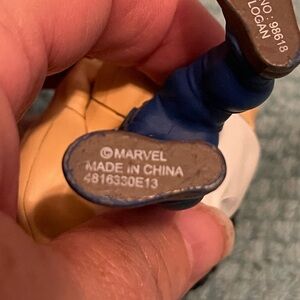 NO : 98618
LOGAN
©MARVEL
MADE IN CHINA
4816330E13